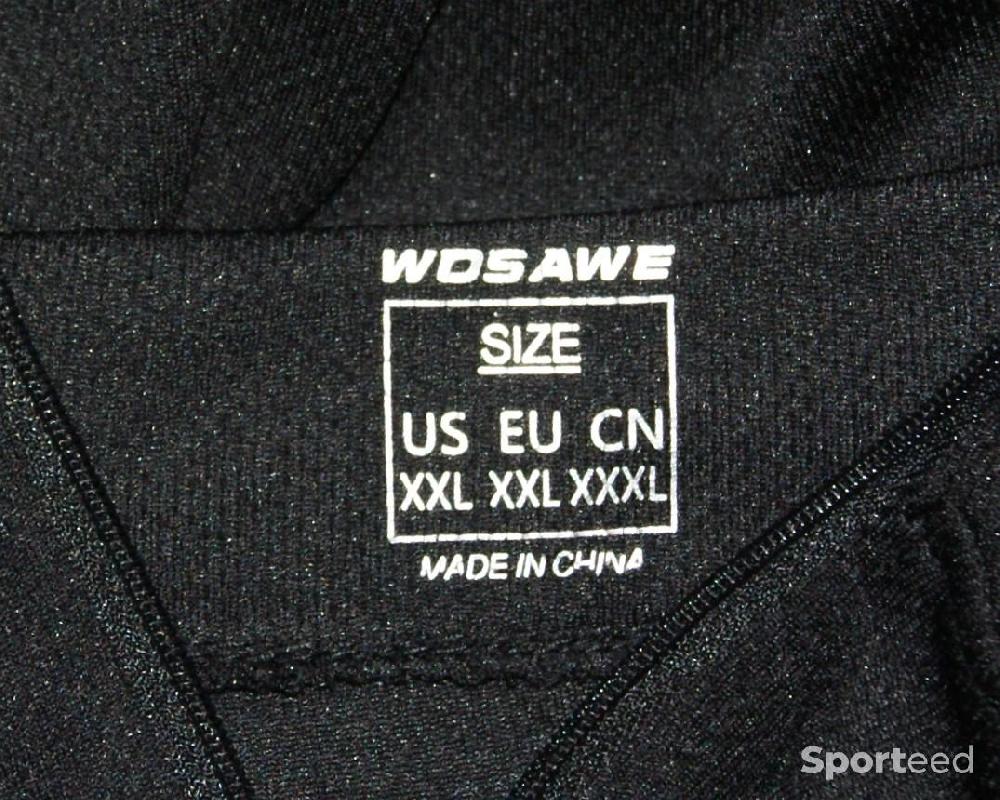 WOSAWE
SIZE
US EU CN
XXL XXL XXXL
MADE IN CHINA
Sporteed